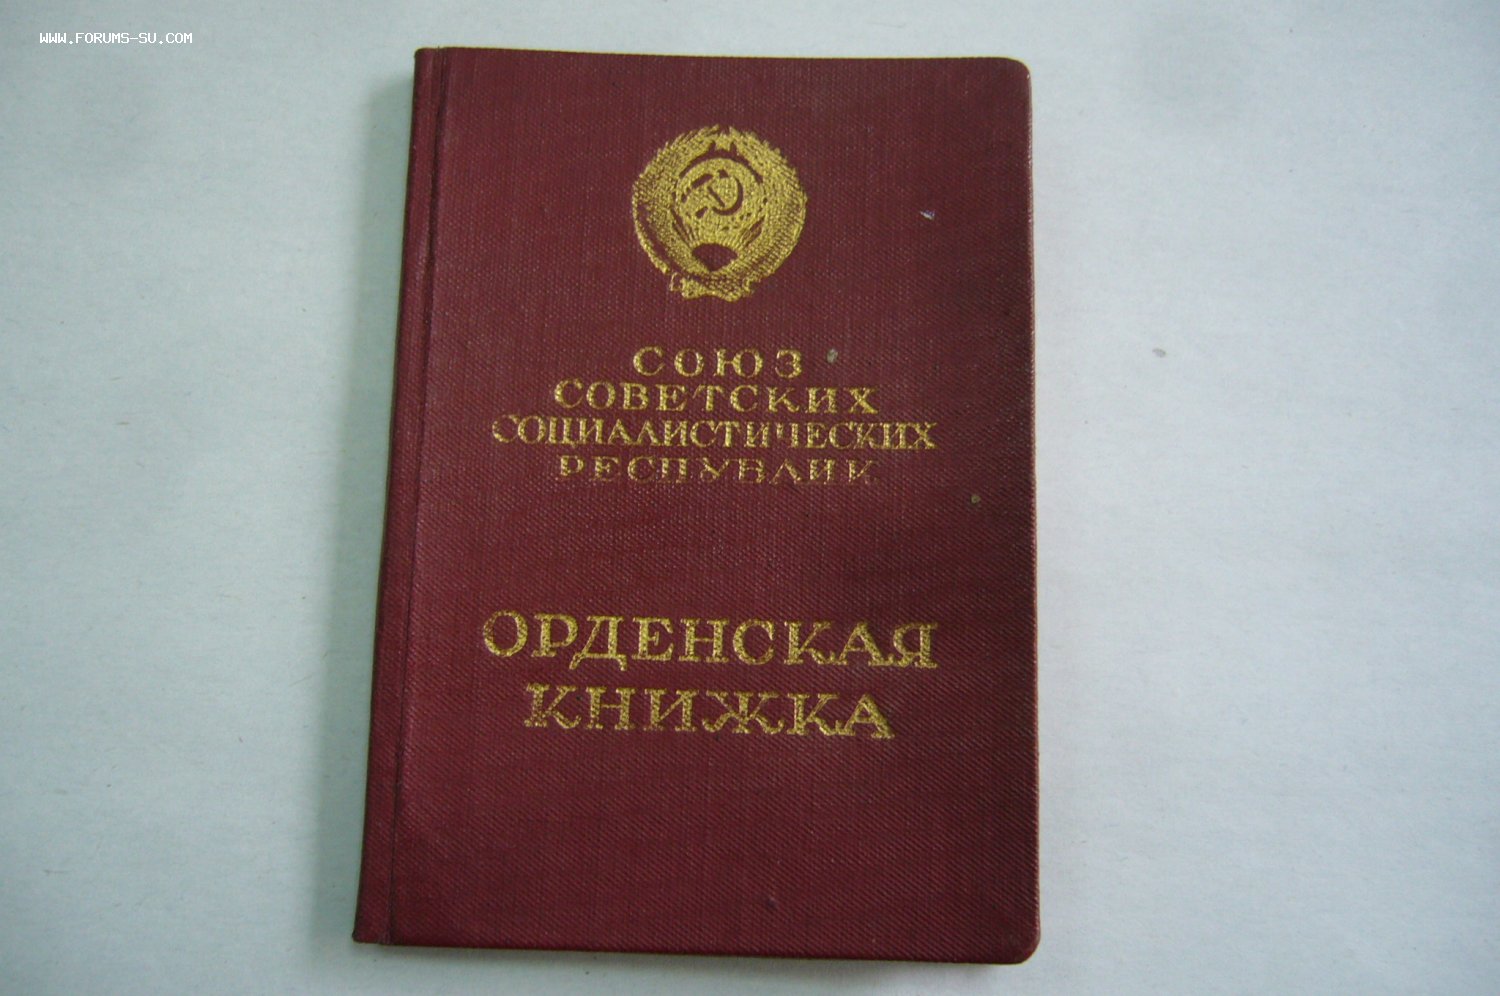 www.forums-su.com
СОЮЗ
СОВЕТСКИХ
СОЦИАЛИСТИЧЕСКИХ
РЕСПУБЛИК
ОРДЕНСКАЯ
КНИЖКА